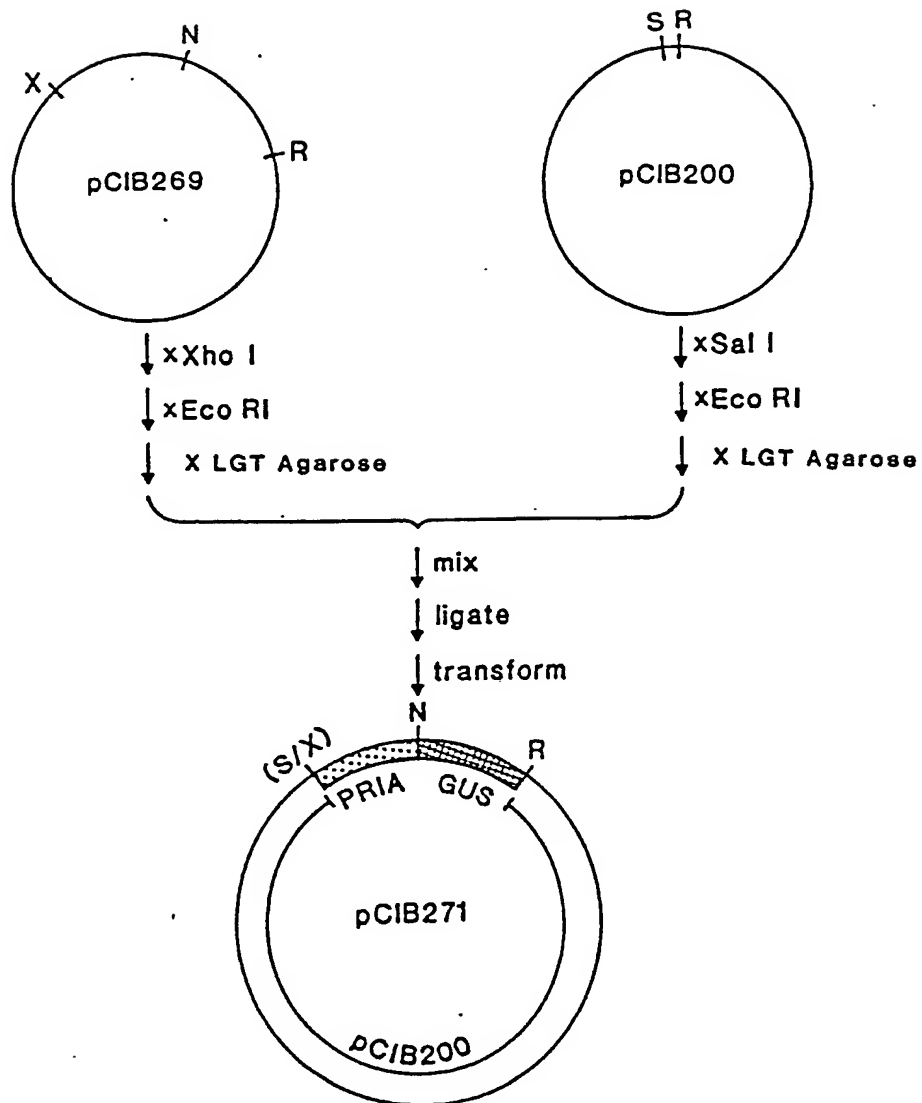 N
X
R
pCIB269
S R
pCIB200
xXho I
xEco RI
X LGT Agarose
xSal I
xEco RI
X LGT Agarose
mix
ligate
transform
N
(S/X)
R
PRIA GUS
pCIB271
pCIB200